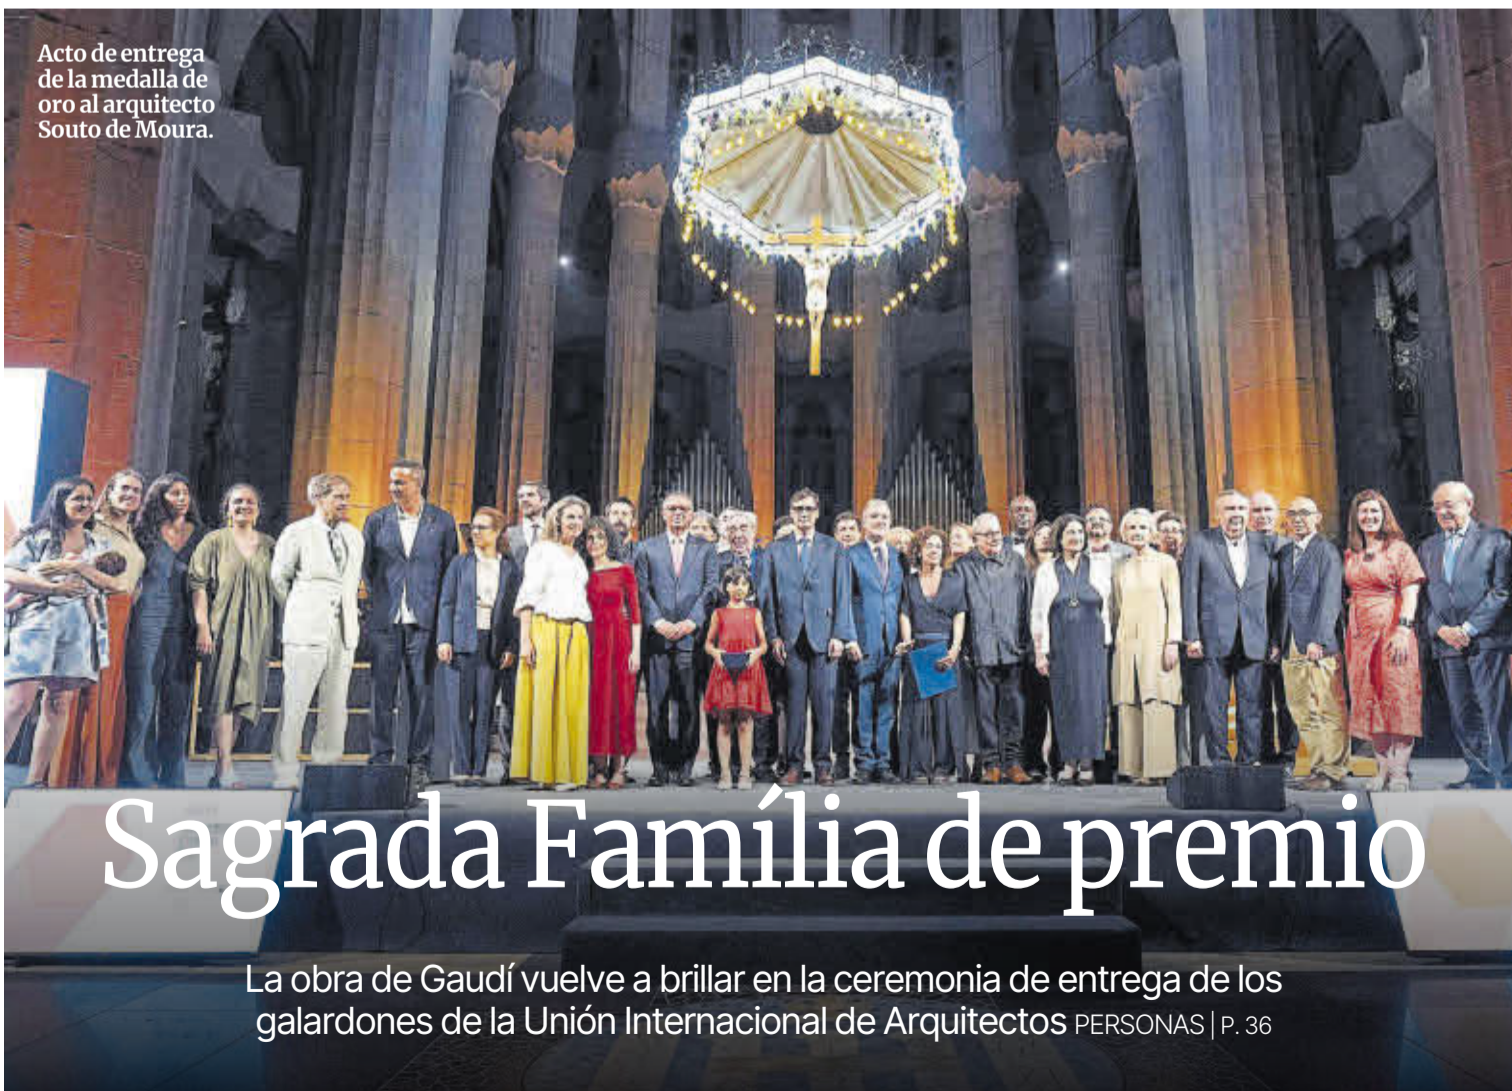 Acto de entrega
de la medalla de
oro al arquitecto
Souto de Moura.
Sagrada Família de premio
La obra de Gaudí vuelve a brillar en la ceremonia de entrega de los
galardones de la Unión Internacional de Arquitectos PERSONAS | P. 36